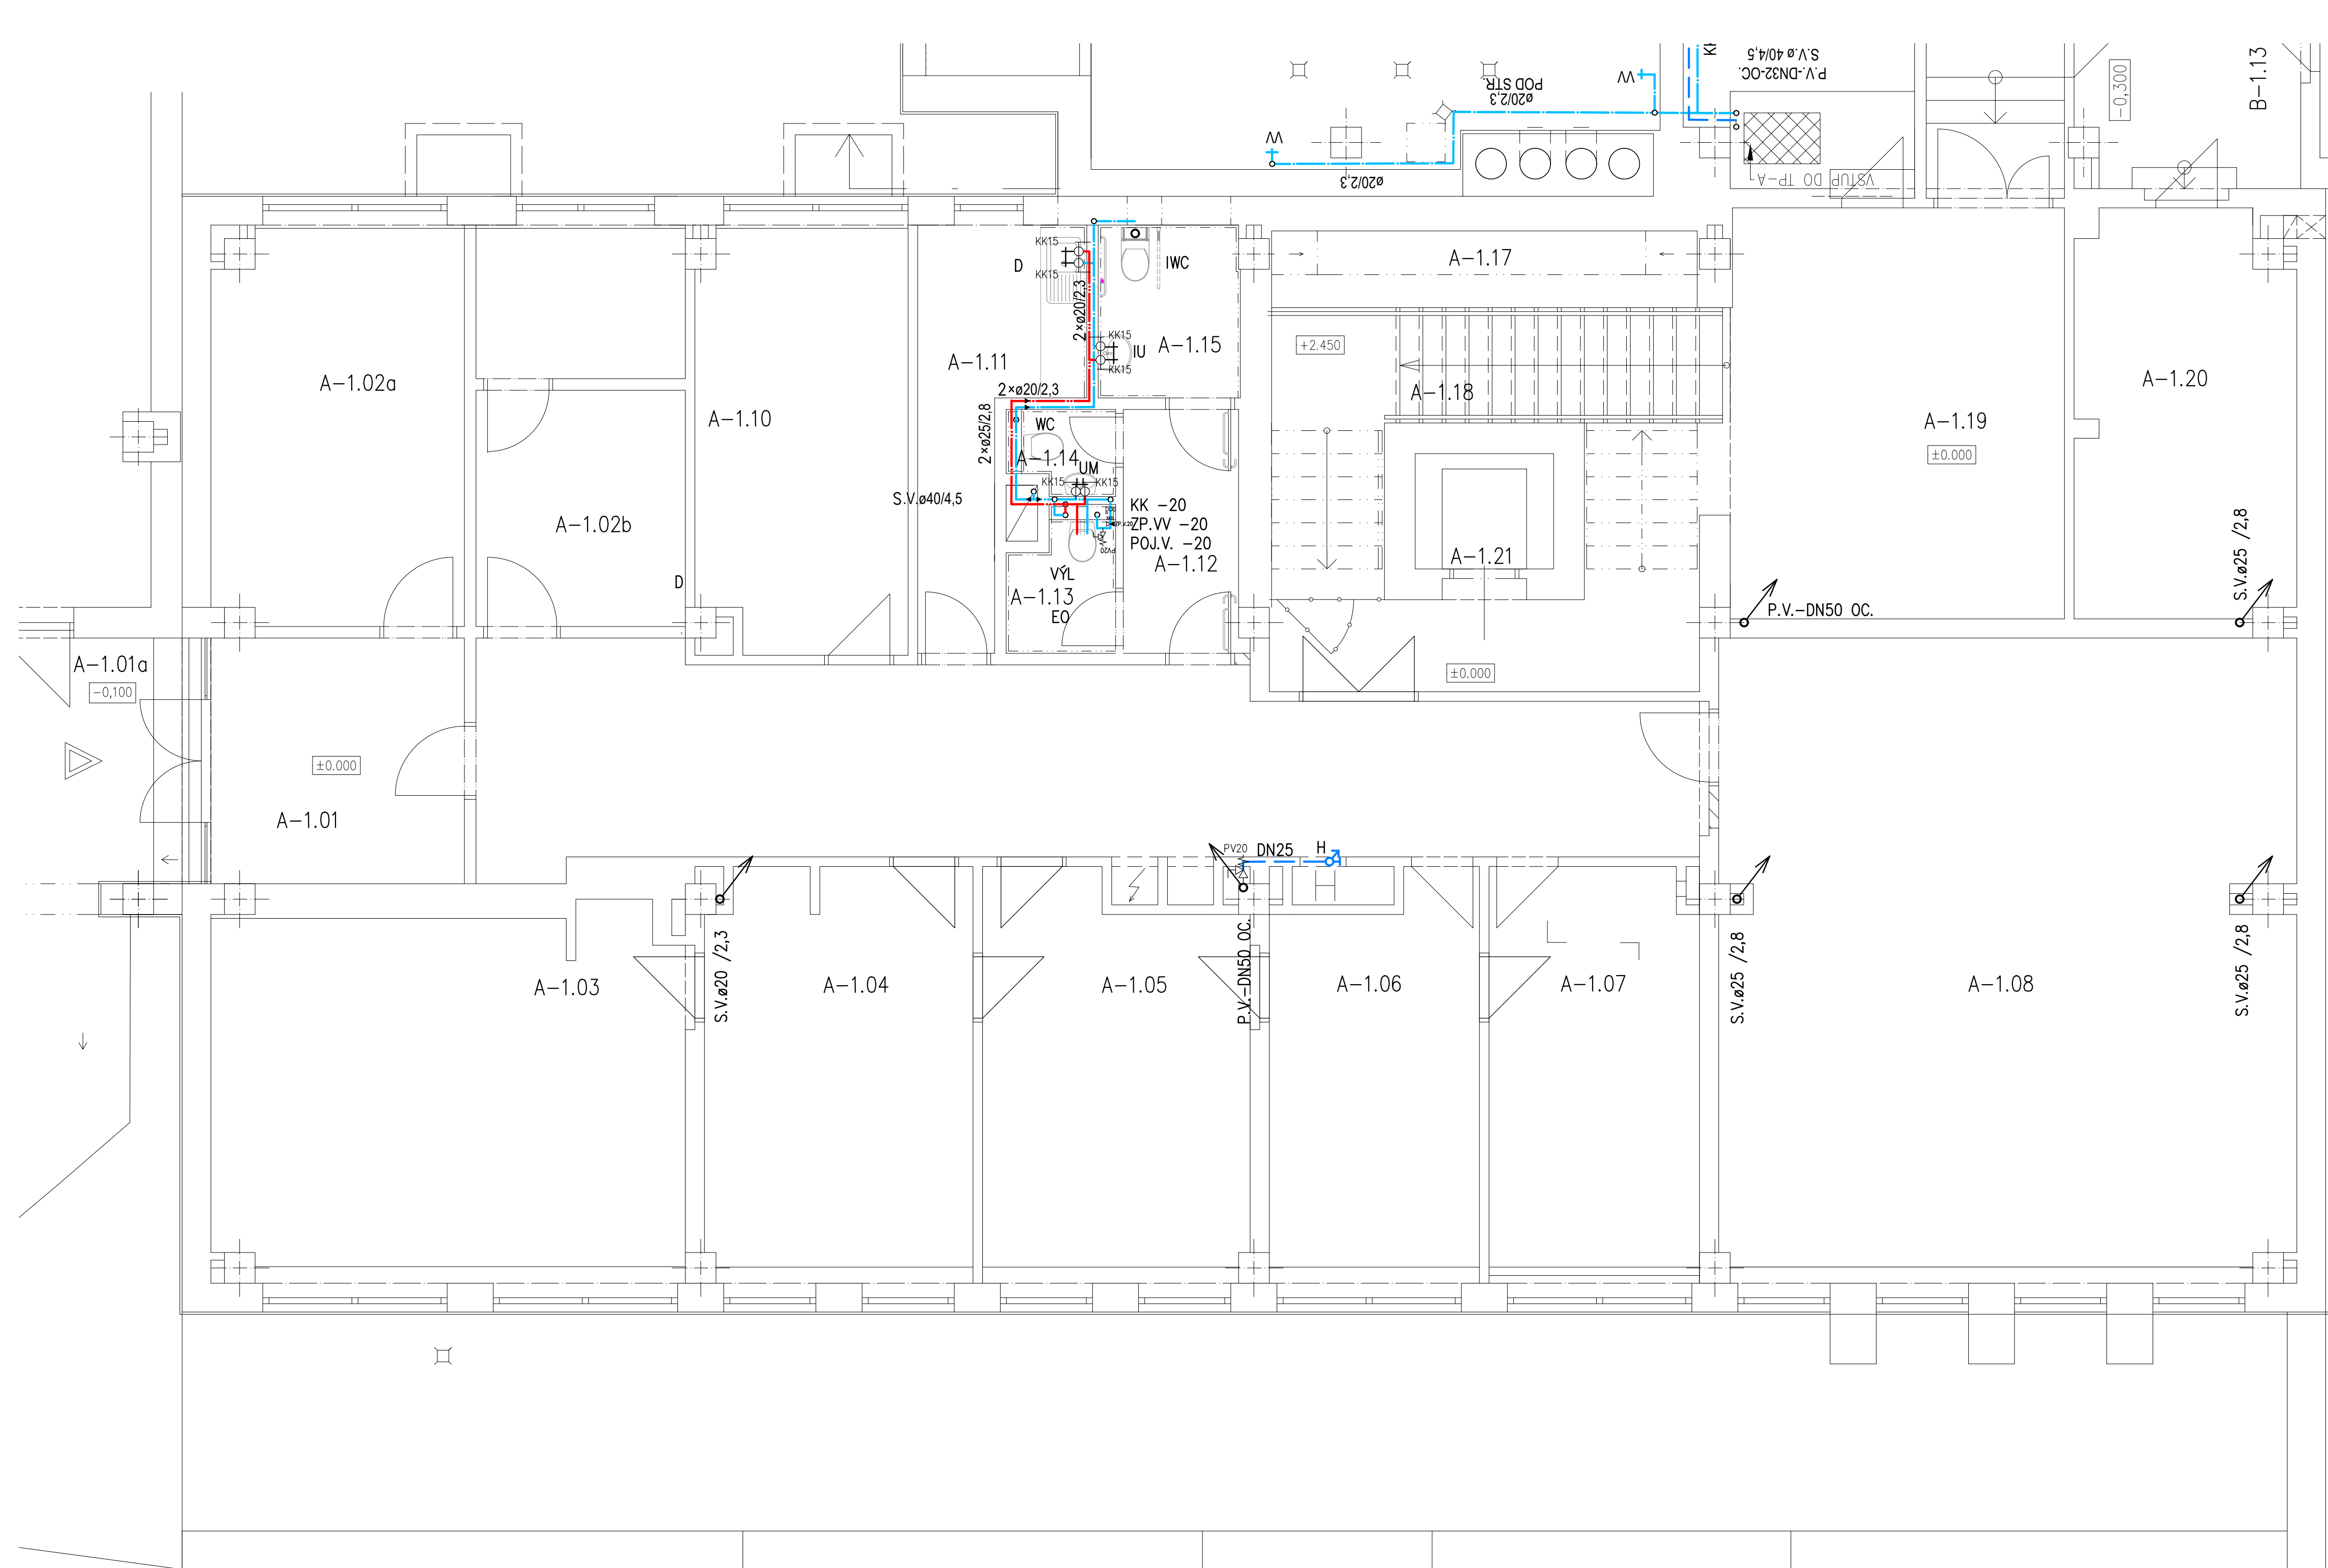 S.V.ø 40/4,5
P.V.-DN32-OC.
-0,300
B-1.13
VV
POD STR.
ø20/2,3
VV
ø20/2,3
VSTUP DO TP-A
KK15
D
KK15
IWC
A-1.17
2×ø20/2,3
KK15
IU
A-1.15
KK15
+2.450
A-1.11
A-1.02a
A-1.10
2×ø20/2,3
A-1.18
A-1.20
A-1.19
±0.000
2×ø25/2,8
WC
A-1.14
UM
KK15
KK15
S.V.ø40/4,5
KK -20
ZP.VV -20
POJ.V. -20
PV20
A-1.02b
A-1.12
A-1.21
S.V.ø25 /2,8
D
VÝL
A-1.13
EO
P.V.-DN50 OC.
A-1.01a
-0,100
±0.000
±0.000
A-1.01
PV20
DN25
H
S.V.ø20 /2,3
P.V.-DN50 OC.
S.V.ø25 /2,8
S.V.ø25 /2,8
A-1.03
A-1.04
A-1.05
A-1.06
A-1.07
A-1.08